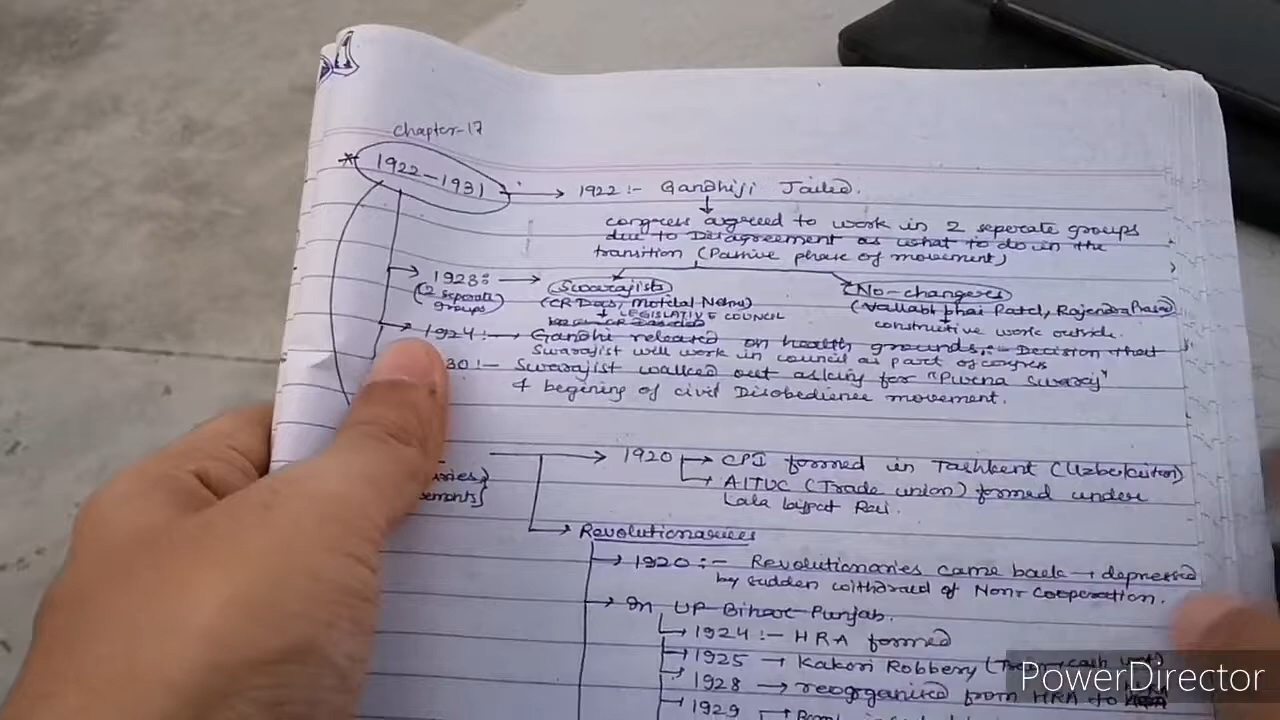 Chapter-17
* 1922-1931 → 1922 :- Gandhiji Jailed.
congress agreed to work in 2 seperate groups
due to Disagreement as what to do in the
transition (Passive phase of movement)
1923: → Swarajists No-changers
(2 seperate groups) (CR Das, Motilal Nehru) (Vallabhbhai Patel, Rajendra Prasad)
LEGISLATIVE COUNCIL constructive work outside.
1924 :- Gandhi released on health grounds :- Decision that
Swarajist will work in council as part of congress
30 :- Swarajist walked out asking for "Purna Swaraj"
& begining of civil Disobedience movement.
→ 1920 → CPI formed in Tashkent (Uzbekistan)
→ AITUC (Trade union) formed under
Lala Lajpat Rai.
→ Revolutionaries
→ 1920 :- Revolutionaries came back → depressed
by sudden withdrawl of Non-Cooperation.
→ In UP-Bihar-Punjab.
→ 1924 :- HRA formed
→ 1925 → Kakori Robbery
→ 1928 → reorganised from HRA to
→ 1929
PowerDirector